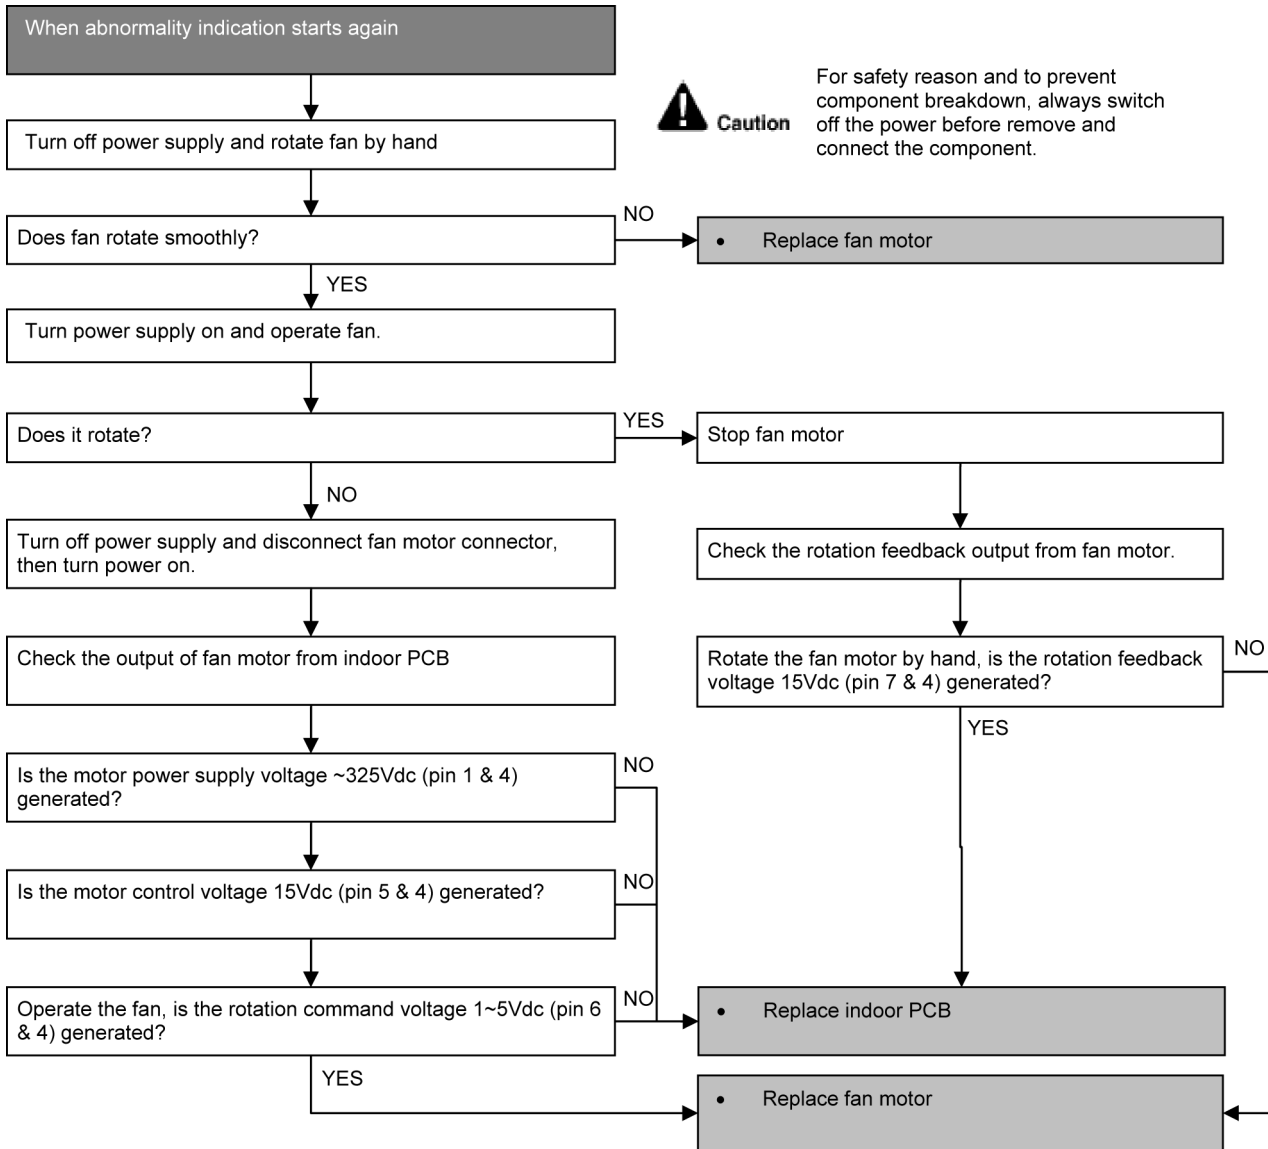 When abnormality indication starts again
For safety reason and to prevent
component breakdown, always switch
off the power before remove and
connect the component.
Caution
Turn off power supply and rotate fan by hand
Does fan rotate smoothly?
NO
• Replace fan motor
YES
Turn power supply on and operate fan.
Does it rotate?
YES
Stop fan motor
NO
Turn off power supply and disconnect fan motor connector,
then turn power on.
Check the rotation feedback output from fan motor.
Check the output of fan motor from indoor PCB
Rotate the fan motor by hand, is the rotation feedback
voltage 15Vdc (pin 7 & 4) generated?
NO
YES
Is the motor power supply voltage ~325Vdc (pin 1 & 4)
generated?
NO
Is the motor control voltage 15Vdc (pin 5 & 4) generated?
NO
Operate the fan, is the rotation command voltage 1~5Vdc (pin 6
& 4) generated?
NO
• Replace indoor PCB
YES
• Replace fan motor